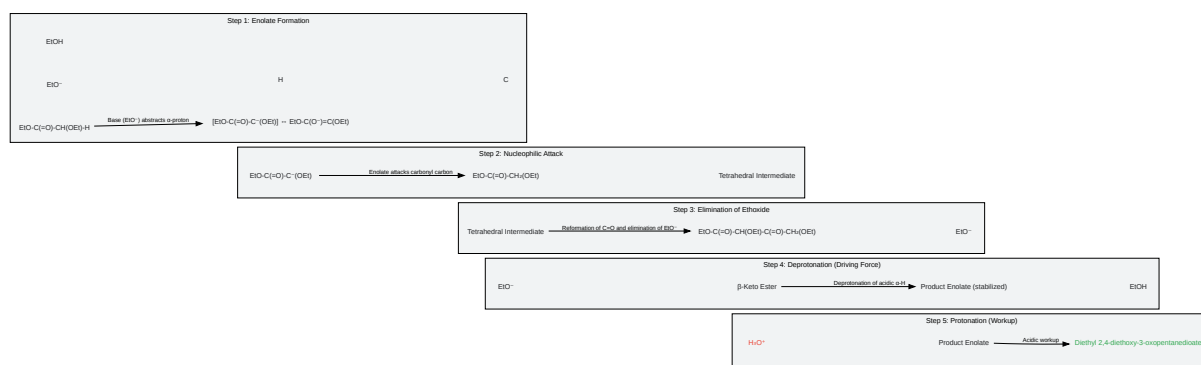 Step 1: Enolate Formation
EtOH
EtO⁻
H
C
EtO-C(=O)-CH(OEt)-H
Base (EtO⁻) abstracts α-proton
[EtO-C(=O)-C⁻(OEt)] ↔ EtO-C(O⁻)=C(OEt)
Step 2: Nucleophilic Attack
EtO-C(=O)-C⁻(OEt)
Enolate attacks carbonyl carbon
EtO-C(=O)-CH₂(OEt)
Tetrahedral Intermediate
Step 3: Elimination of Ethoxide
Tetrahedral Intermediate
Reformation of C=O and elimination of EtO⁻
EtO-C(=O)-CH(OEt)-C(=O)-CH₂(OEt)
EtO⁻
Step 4: Deprotonation (Driving Force)
EtO⁻
β-Keto Ester
Deprotonation of acidic α-H
Product Enolate (stabilized)
EtOH
Step 5: Protonation (Workup)
H₃O⁺
Product Enolate
Acidic workup
Diethyl 2,4-diethoxy-3-oxopentanedioate